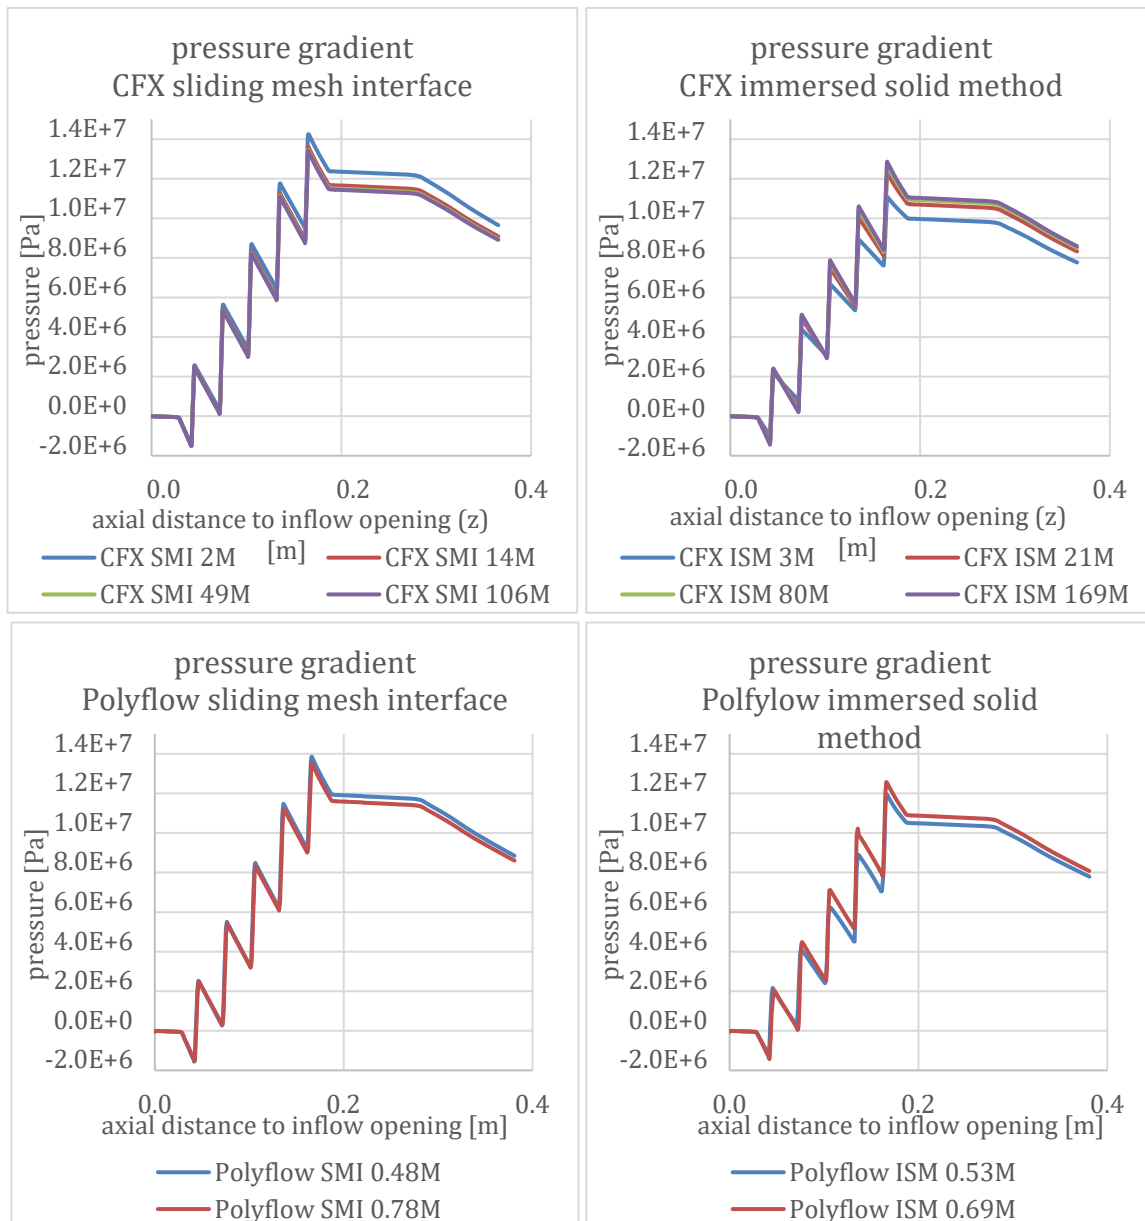 pressure gradient
CFX sliding mesh interface
1.4E+7
1.2E+7
1.0E+7
8.0E+6
6.0E+6
4.0E+6
2.0E+6
0.0E+0
-2.0E+6
pressure [Pa]
0.0 0.2 0.4
axial distance to inflow opening (z)
[m]
CFX SMI 2M CFX SMI 14M
CFX SMI 49M CFX SMI 106M
pressure gradient
CFX immersed solid method
1.4E+7
1.2E+7
1.0E+7
8.0E+6
6.0E+6
4.0E+6
2.0E+6
0.0E+0
-2.0E+6
pressure [Pa]
0.0 0.2 0.4
axial distance to inflow opening (z)
[m]
CFX ISM 3M CFX ISM 21M
CFX ISM 80M CFX ISM 169M
pressure gradient
Polyflow sliding mesh interface
1.4E+7
1.2E+7
1.0E+7
8.0E+6
6.0E+6
4.0E+6
2.0E+6
0.0E+0
-2.0E+6
pressure [Pa]
0.0 0.2 0.4
axial distance to inflow opening [m]
Polyflow SMI 0.48M
Polyflow SMI 0.78M
pressure gradient
Polfylow immersed solid
method
1.4E+7
1.2E+7
1.0E+7
8.0E+6
6.0E+6
4.0E+6
2.0E+6
0.0E+0
-2.0E+6
pressure [Pa]
0.0 0.2 0.4
axial distance to inflow opening [m]
Polyflow ISM 0.53M
Polyflow ISM 0.69M